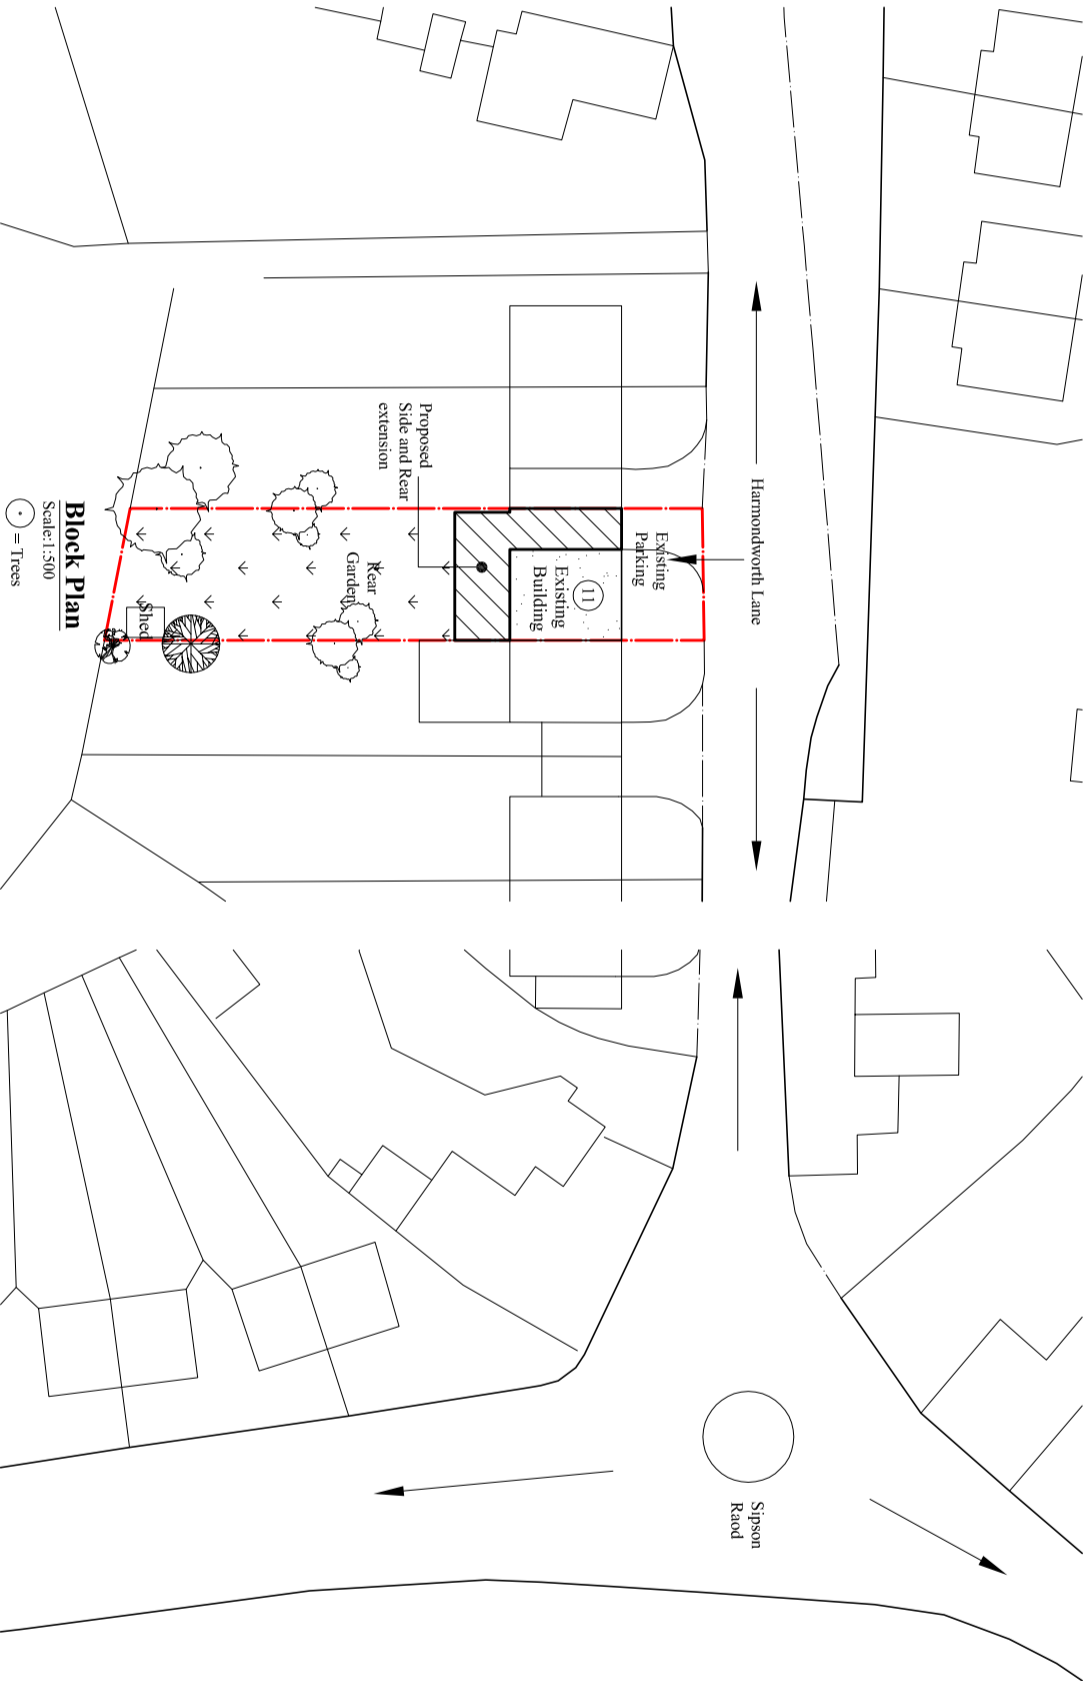 Harmondworth Lane
Existing
Parking
11
Existing
Building
Proposed
Side and Rear
extension
Rear
Garden
Shed
Block Plan
Scale:1:500
= Trees
Sipson
Raod